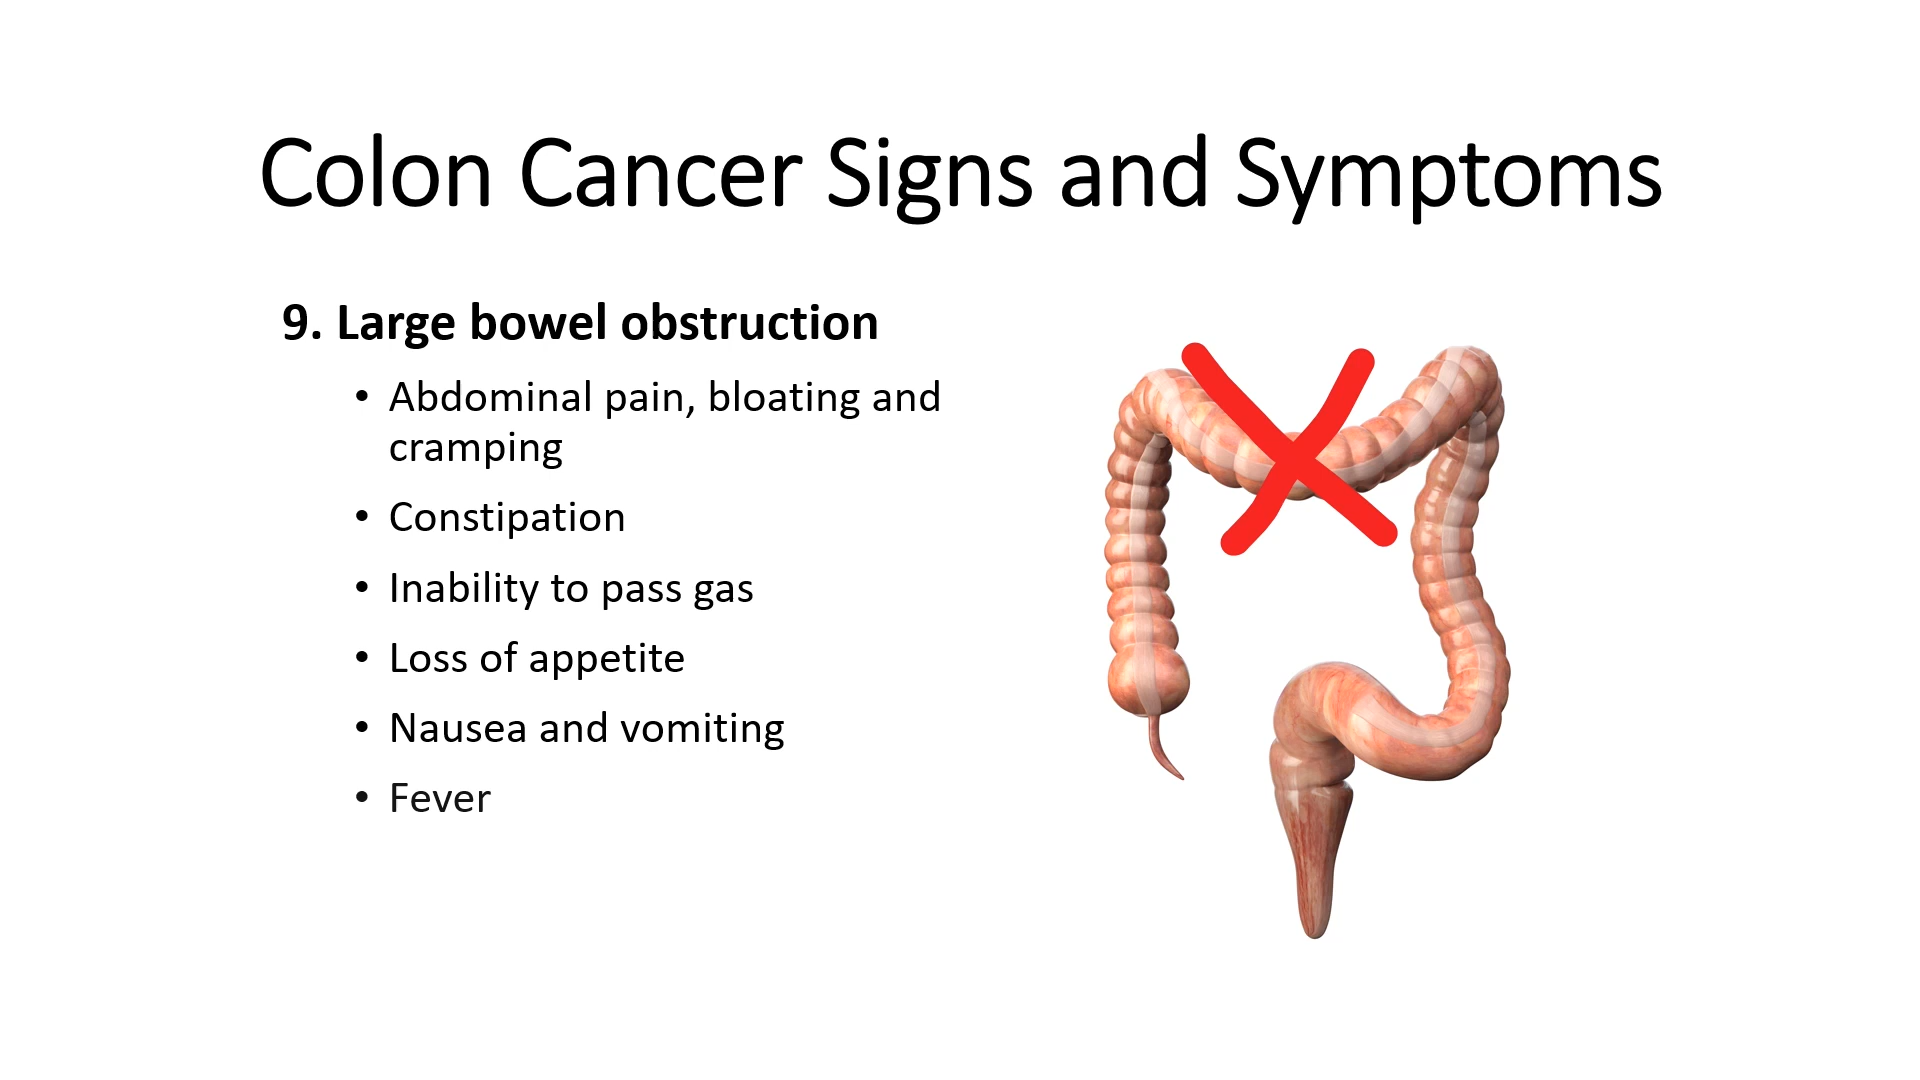 Colon Cancer Signs and Symptoms
9. Large bowel obstruction
• Abdominal pain, bloating and
cramping
• Constipation
• Inability to pass gas
• Loss of appetite
• Nausea and vomiting
• Fever